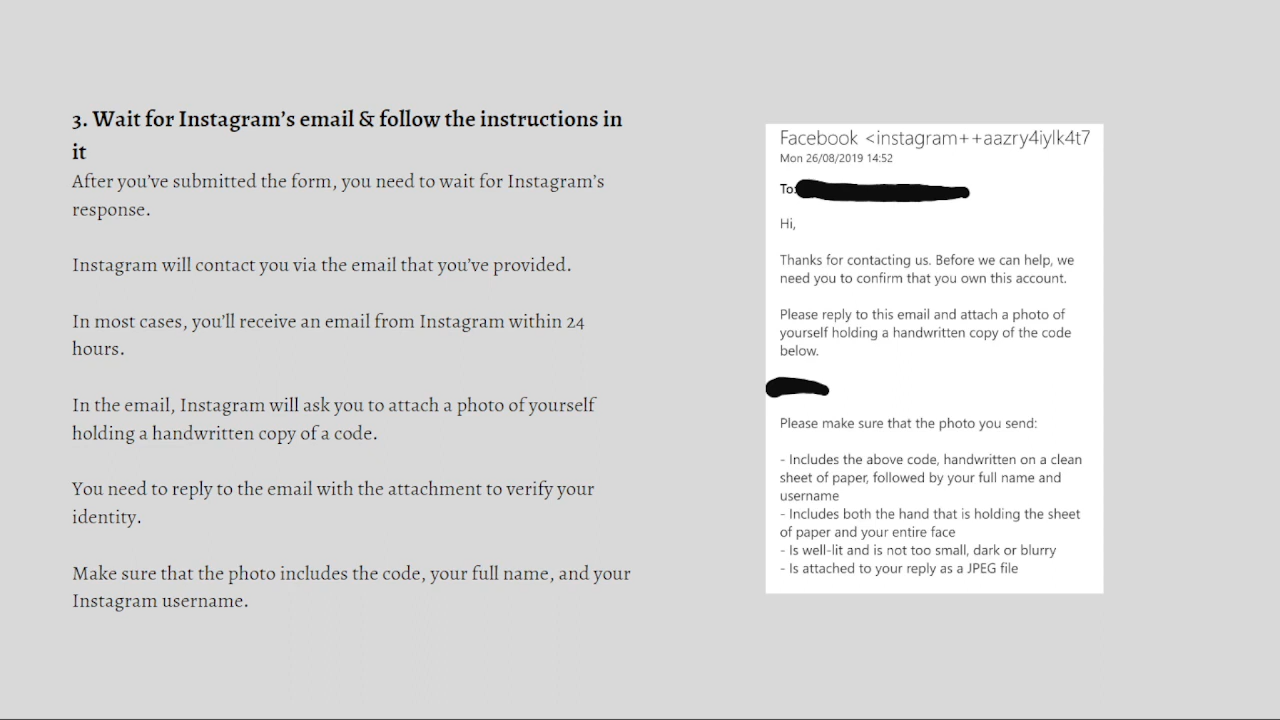 3. Wait for Instagram’s email & follow the instructions in
it
After you’ve submitted the form, you need to wait for Instagram’s
response.
Instagram will contact you via the email that you’ve provided.
In most cases, you’ll receive an email from Instagram within 24
hours.
In the email, Instagram will ask you to attach a photo of yourself
holding a handwritten copy of a code.
You need to reply to the email with the attachment to verify your
identity.
Make sure that the photo includes the code, your full name, and your
Instagram username.
Facebook <instagram++aazry4iylk4t7
Mon 26/08/2019 14:52
To:
Hi,
Thanks for contacting us. Before we can help, we
need you to confirm that you own this account.
Please reply to this email and attach a photo of
yourself holding a handwritten copy of the code
below.
Please make sure that the photo you send:
- Includes the above code, handwritten on a clean
sheet of paper, followed by your full name and
username
- Includes both the hand that is holding the sheet
of paper and your entire face
- Is well-lit and is not too small, dark or blurry
- Is attached to your reply as a JPEG file